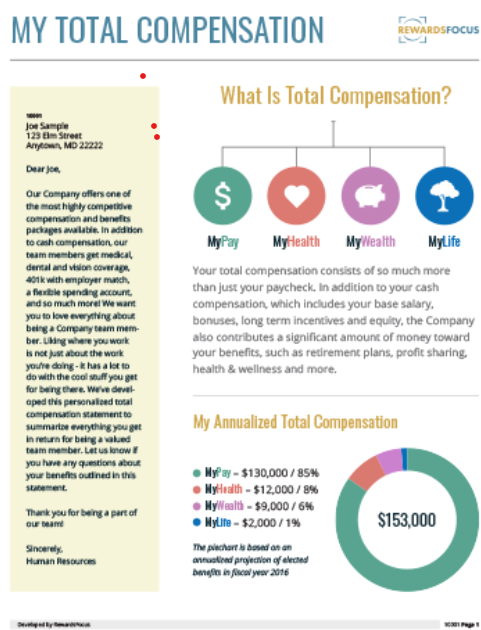 MY TOTAL COMPENSATION
REWARDSFOCUS
10001
Joe Sample
123 Elm Street
Anytown, MD 22222
Dear Joe,
Our Company offers one of
the most highly competitive
compensation and benefits
packages available. In addition
to cash compensation, our
team members get medical,
dental and vision coverage,
401k with employer match,
a flexible spending account,
and so much more! We want
you to love everything about
being a Company team mem-
ber. Liking where you work
is not just about the work
you're doing - it has a lot to
do with the cool stuff you get
for being there. We've devel-
oped this personalized total
compensation statement to
summarize everything you get
in return for being a valued
team member. Let us know if
you have any questions about
your benefits outlined in this
statement.
Thank you for being a part of
our team!
Sincerely,
Human Resources
What Is Total Compensation?
$
MyPay MyHealth MyWealth MyLife
Your total compensation consists of so much more
than just your paycheck. In addition to your cash
compensation, which includes your base salary,
bonuses, long term incentives and equity, the Company
also contributes a significant amount of money toward
your benefits, such as retirement plans, profit sharing,
health & wellness and more.
My Annualized Total Compensation
MyPay – $130,000 / 85%
MyHealth – $12,000 / 8%
MyWealth – $9,000 / 6%
MyLife – $2,000 / 1%
The piechart is based on an
annualized projection of elected
benefits in fiscal year 2016
$153,000
Developed by RewardsFocus
10001 Page 1